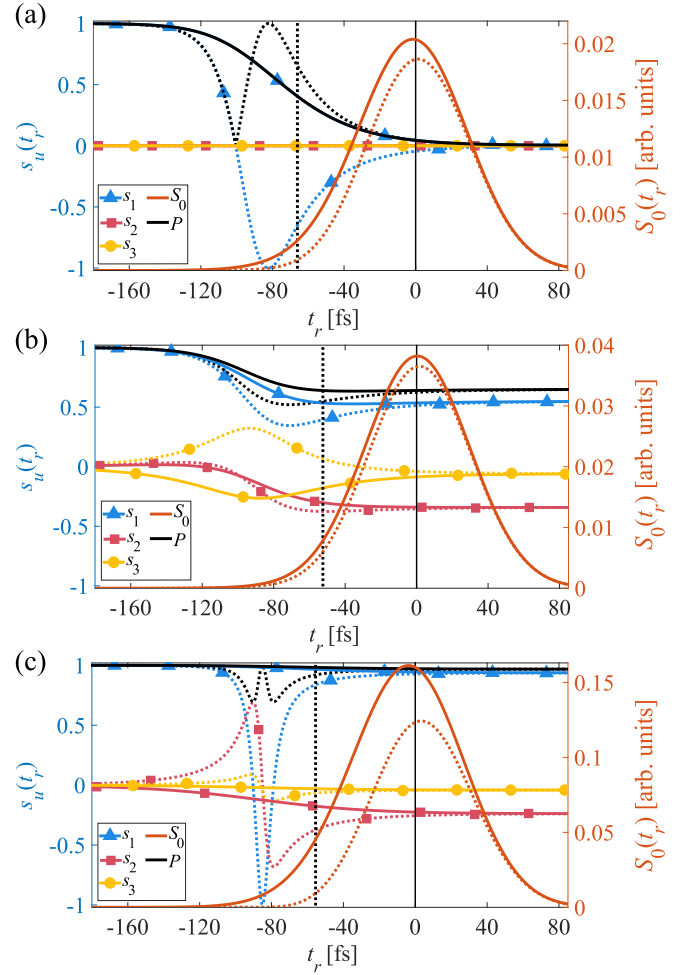 (a)
1
0.5
0
-0.5
-1
s_u(t_r)
s_1 S_0
s_2 P
s_3
0.02
0.015
0.01
0.005
0
S_0(t_r) [arb. units]
-160 -120 -80 -40 0 40 80
t_r [fs]
(b)
1
0.5
0
-0.5
-1
s_u(t_r)
s_1 S_0
s_2 P
s_3
0.04
0.03
0.02
0.01
0
S_0(t_r) [arb. units]
-160 -120 -80 -40 0 40 80
t_r [fs]
(c)
1
0.5
0
-0.5
-1
s_u(t_r)
s_1 S_0
s_2 P
s_3
0.15
0.1
0.05
0
S_0(t_r) [arb. units]
-160 -120 -80 -40 0 40 80
t_r [fs]